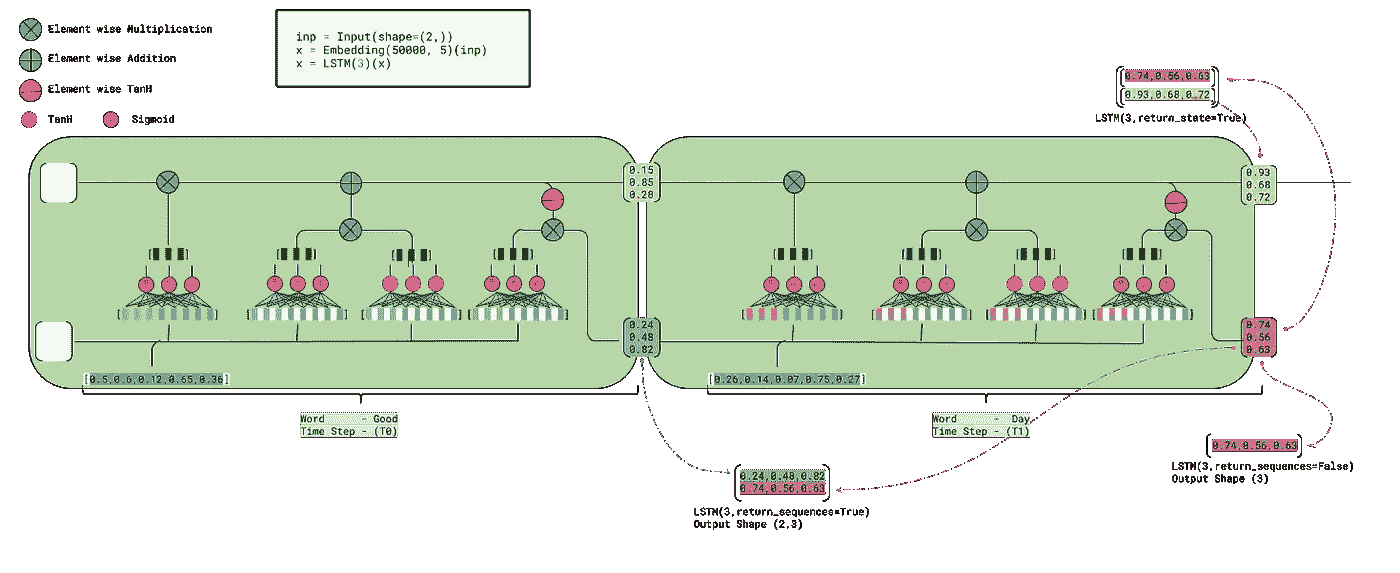 Element wise Multiplication
Element wise Addition
Element wise TanH
TanH
Sigmoid
inp = Input(shape=(2,))
x = Embedding(50000, 5)(inp)
x = LSTM(3)(x)
0.74,0.56,0.63
0.93,0.68,0.72
LSTM(3,return_state=True)
0.15
0.85
0.28
0.93
0.68
0.72
0.24
0.48
0.82
0.74
0.56
0.63
[0.5,0.6,0.12,0.65,0.36]
[0.26,0.14,0.07,0.75,0.27]
Word - Good
Time Step - (T0)
Word - Day
Time Step - (T1)
0.74,0.56,0.63
LSTM(3,return_sequences=False)
Output Shape (3)
0.24,0.48,0.82
0.74,0.56,0.63
LSTM(3,return_sequences=True)
Output Shape (2,3)